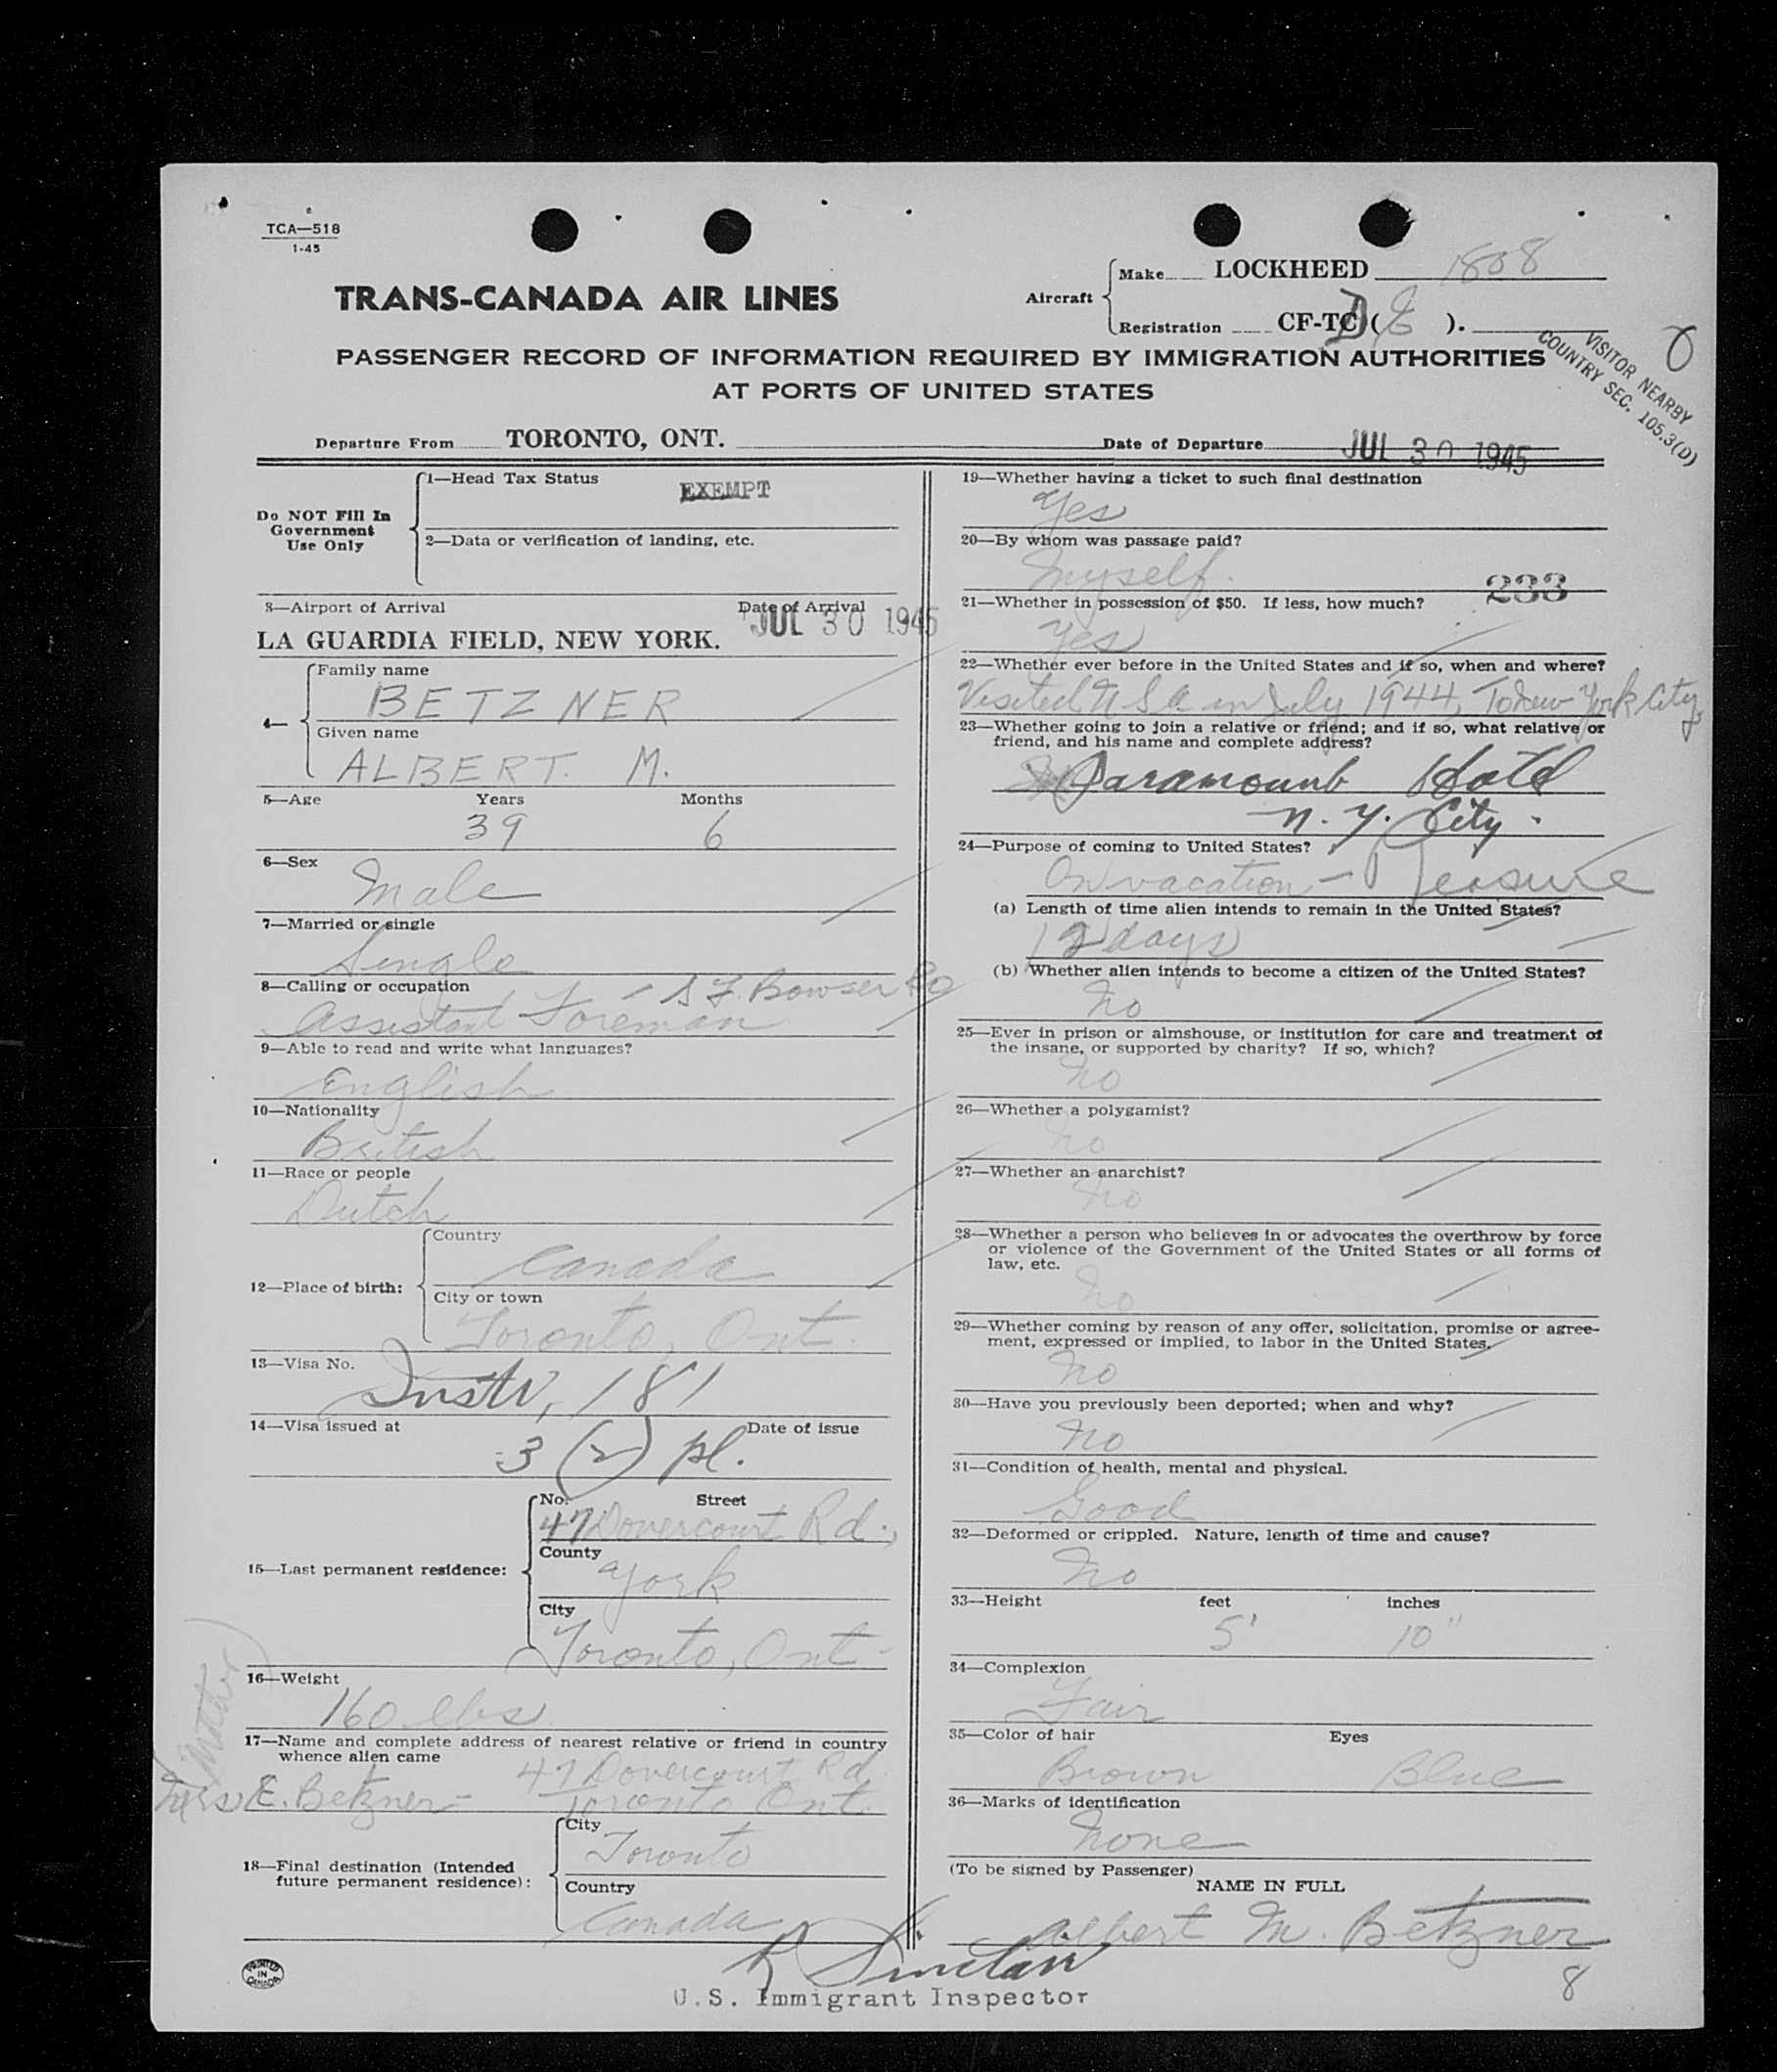 TCA—518
1-45
Aircraft
Make LOCKHEED 1808
Registration CF-TC ( ).
TRANS-CANADA AIR LINES
PASSENGER RECORD OF INFORMATION REQUIRED BY IMMIGRATION AUTHORITIES
AT PORTS OF UNITED STATES
VISITOR NEARBY
COUNTRY SEC. 105.3(D)
Departure From TORONTO, ONT.
Date of Departure JUL 30 1945
Do NOT Fill In
Government
Use Only
1—Head Tax Status EXEMPT
2—Data or verification of landing, etc.
3—Airport of Arrival Date of Arrival
LA GUARDIA FIELD, NEW YORK. JUL 30 1945
4—
Family name
BETZNER
Given name
ALBERT. M.
5—Age Years Months
39 6
6—Sex
Male
7—Married or single
Single
8—Calling or occupation – S F. Bowser Co
Assistant Foreman
9—Able to read and write what languages?
English
10—Nationality
British
11—Race or people
Dutch
12—Place of birth:
Country
Canada
City or town
Toronto, Ont.
13—Visa No.
Instr, 181
14—Visa issued at Date of issue
3 (2) pl.
15—Last permanent residence:
No. Street
47 Dovercourt Rd.,
County
York
City
Toronto, Ont.
16—Weight
160 lbs
17—Name and complete address of nearest relative or friend in country
whence alien came
(Mother)
47 Dovercourt Rd.
Mrs E. Betzner – Toronto Ont.
18—Final destination (Intended
future permanent residence):
City
Toronto
Country
Canada
19—Whether having a ticket to such final destination
Yes
20—By whom was passage paid?
Myself.
233
21—Whether in possession of $50. If less, how much?
Yes
22—Whether ever before in the United States and if so, when and where?
Visited U S A in July 1944, To New York City.
23—Whether going to join a relative or friend; and if so, what relative or
friend, and his name and complete address?
Paramount Hotel
N. Y. City.
24—Purpose of coming to United States?
On vacation – Pleasure
(a) Length of time alien intends to remain in the United States?
12 days
(b) Whether alien intends to become a citizen of the United States?
No
25—Ever in prison or almshouse, or institution for care and treatment of
the insane, or supported by charity? If so, which?
No
26—Whether a polygamist?
No
27—Whether an anarchist?
No
28—Whether a person who believes in or advocates the overthrow by force
or violence of the Government of the United States or all forms of
law, etc.
No
29—Whether coming by reason of any offer, solicitation, promise or agree-
ment, expressed or implied, to labor in the United States.
No
30—Have you previously been deported; when and why?
No
31—Condition of health, mental and physical.
Good
32—Deformed or crippled. Nature, length of time and cause?
No
33—Height feet inches
5' 10"
34—Complexion
Fair
35—Color of hair Eyes
Brown Blue
36—Marks of identification
None
(To be signed by Passenger)
NAME IN FULL
Albert M. Betzner
8
R Sinclair
U.S. Immigrant Inspector
PRINTED
IN
CANADA